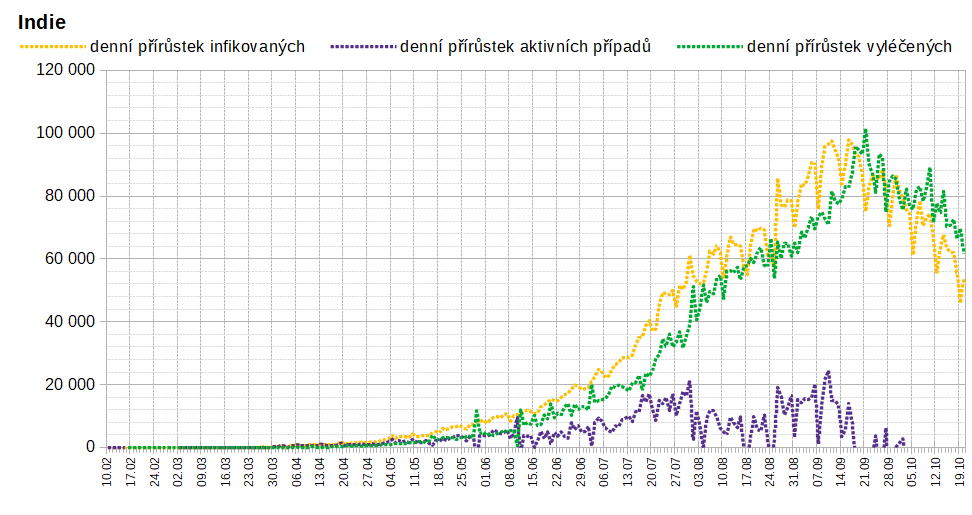 Indie
denní přírůstek infikovaných denní přírůstek aktivních případů denní přírůstek vyléčených
120 000
100 000
80 000
60 000
40 000
20 000
0
10.02 17.02 24.02 02.03 09.03 16.03 23.03 30.03 06.04 13.04 20.04 27.04 04.05 11.05 18.05 25.05 01.06 08.06 15.06 22.06 29.06 06.07 13.07 20.07 27.07 03.08 10.08 17.08 24.08 31.08 07.09 14.09 21.09 28.09 05.10 12.10 19.10